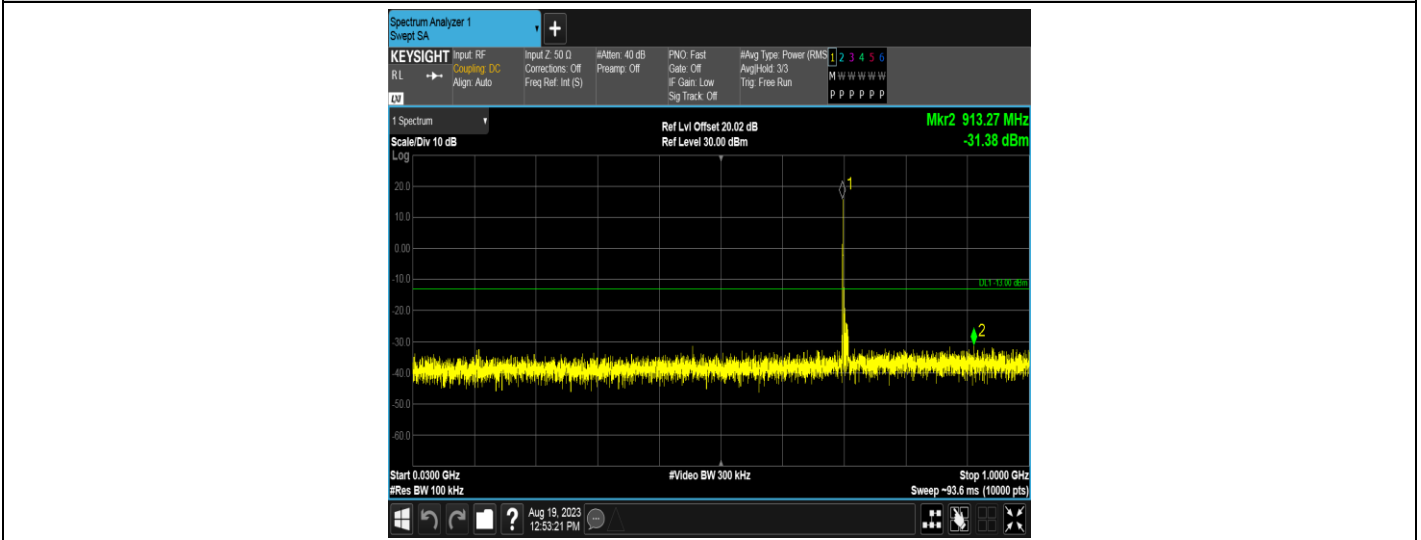 Spectrum Analyzer 1
Swept SA
+
KEYSIGHT
RL
LXI
Input: RF
Coupling: DC
Align: Auto
Input Z: 50 Ω
Corrections: Off
Freq Ref: Int (S)
#Atten: 40 dB
Preamp: Off
PNO: Fast
Gate: Off
IF Gain: Low
Sig Track: Off
#Avg Type: Power (RMS
Avg|Hold: 3/3
Trig: Free Run
1 2 3 4 5 6
M W W W W W
P P P P P P
1 Spectrum
Scale/Div 10 dB
Log
Ref Lvl Offset 20.02 dB
Ref Level 30.00 dBm
Mkr2 913.27 MHz
-31.38 dBm
20.0
10.0
0.00
-10.0
-20.0
-30.0
-40.0
-50.0
-60.0
1
DL1 -13.00 dBm
2
Start 0.0300 GHz
#Res BW 100 kHz
#Video BW 300 kHz
Stop 1.0000 GHz
Sweep ~93.6 ms (10000 pts)
?
Aug 19, 2023
12:53:21 PM